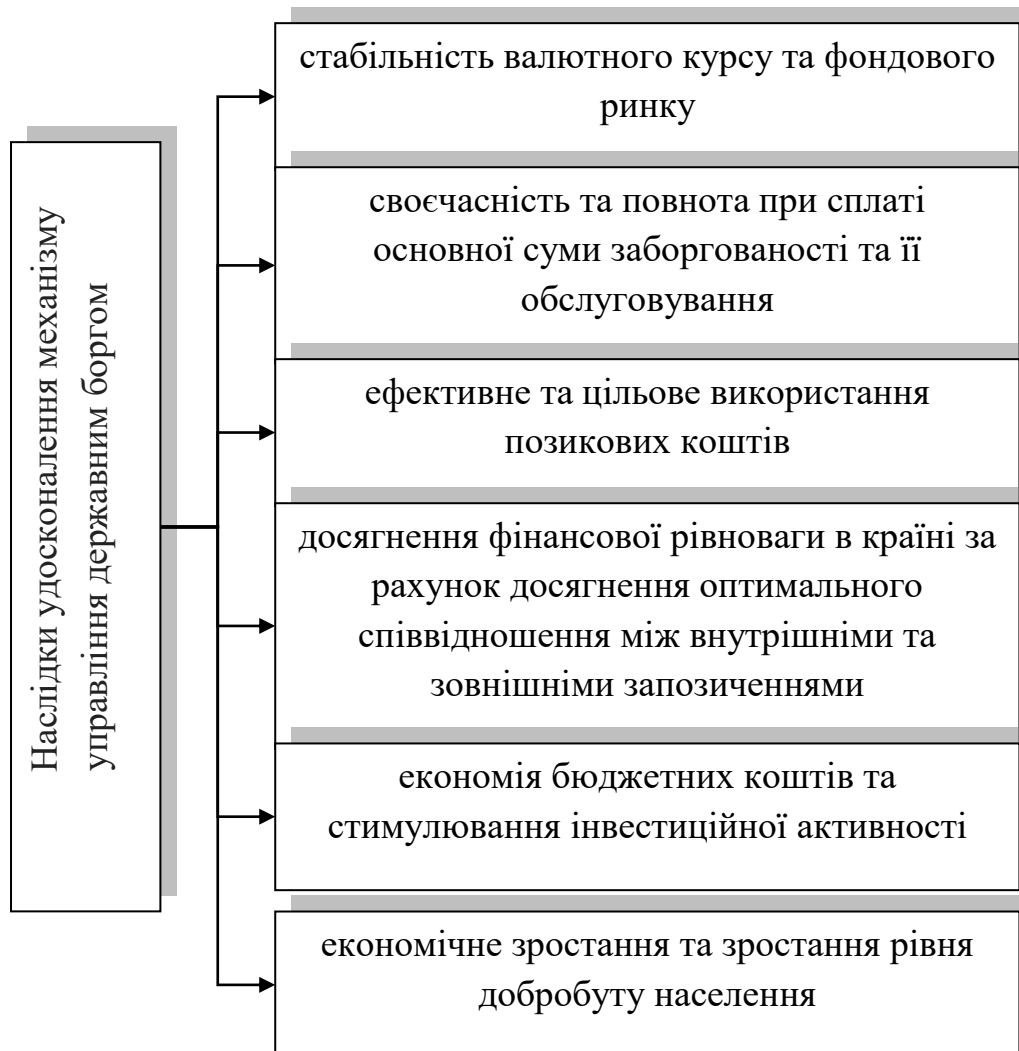 Наслідки удосконалення механізму
управління державним боргом
стабільність валютного курсу та фондового
ринку
своєчасність та повнота при сплаті
основної суми заборгованості та її
обслуговування
ефективне та цільове використання
позикових коштів
досягнення фінансової рівноваги в країні за
рахунок досягнення оптимального
співвідношення між внутрішніми та
зовнішніми запозиченнями
економія бюджетних коштів та
стимулювання інвестиційної активності
економічне зростання та зростання рівня
добробуту населення